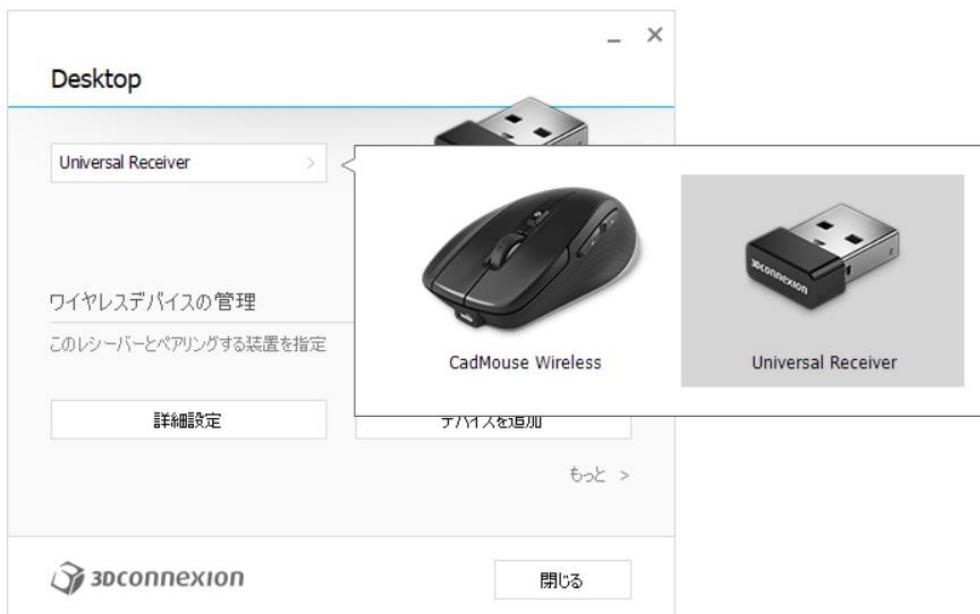 Desktop
Universal Receiver
3Dconnexion
CadMouse Wireless
Universal Receiver
ワイヤレスデバイスの管理
このレシーバーとペアリングする装置を指定
詳細設定
デバイスを追加
もっと >
3Dconnexion
閉じる